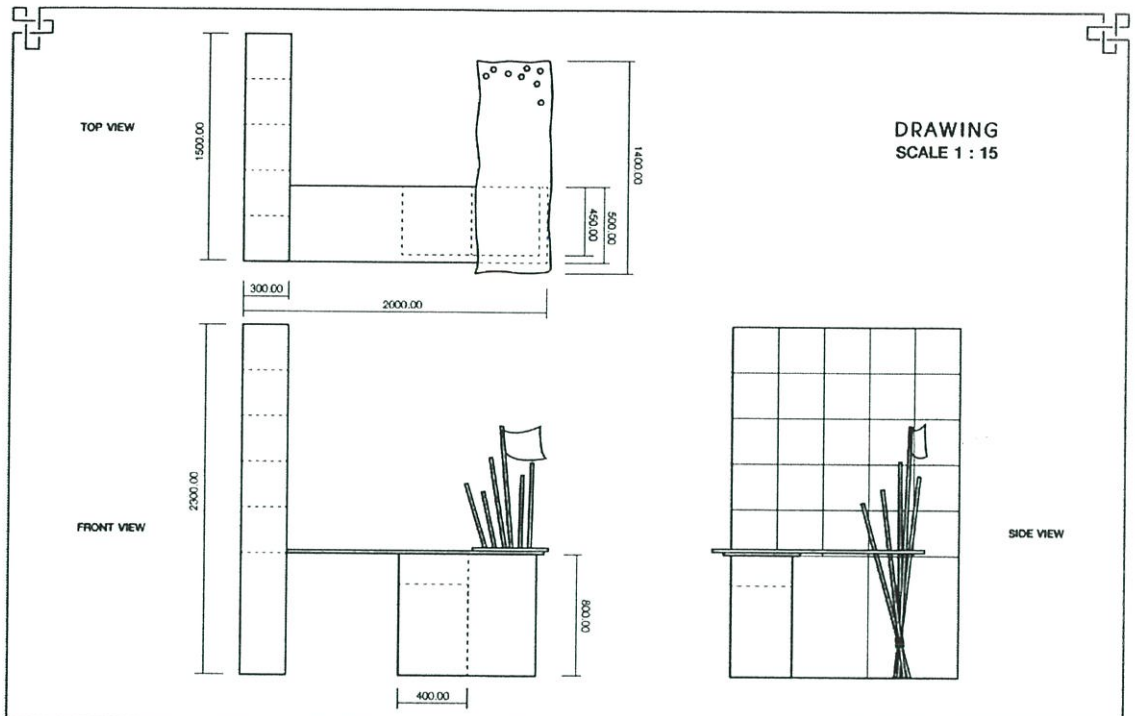 TOP VIEW
1500.00
1400.00
450.00
500.00
DRAWING
SCALE 1 : 15
300.00
2000.00
2300.00
FRONT VIEW
800.00
400.00
SIDE VIEW